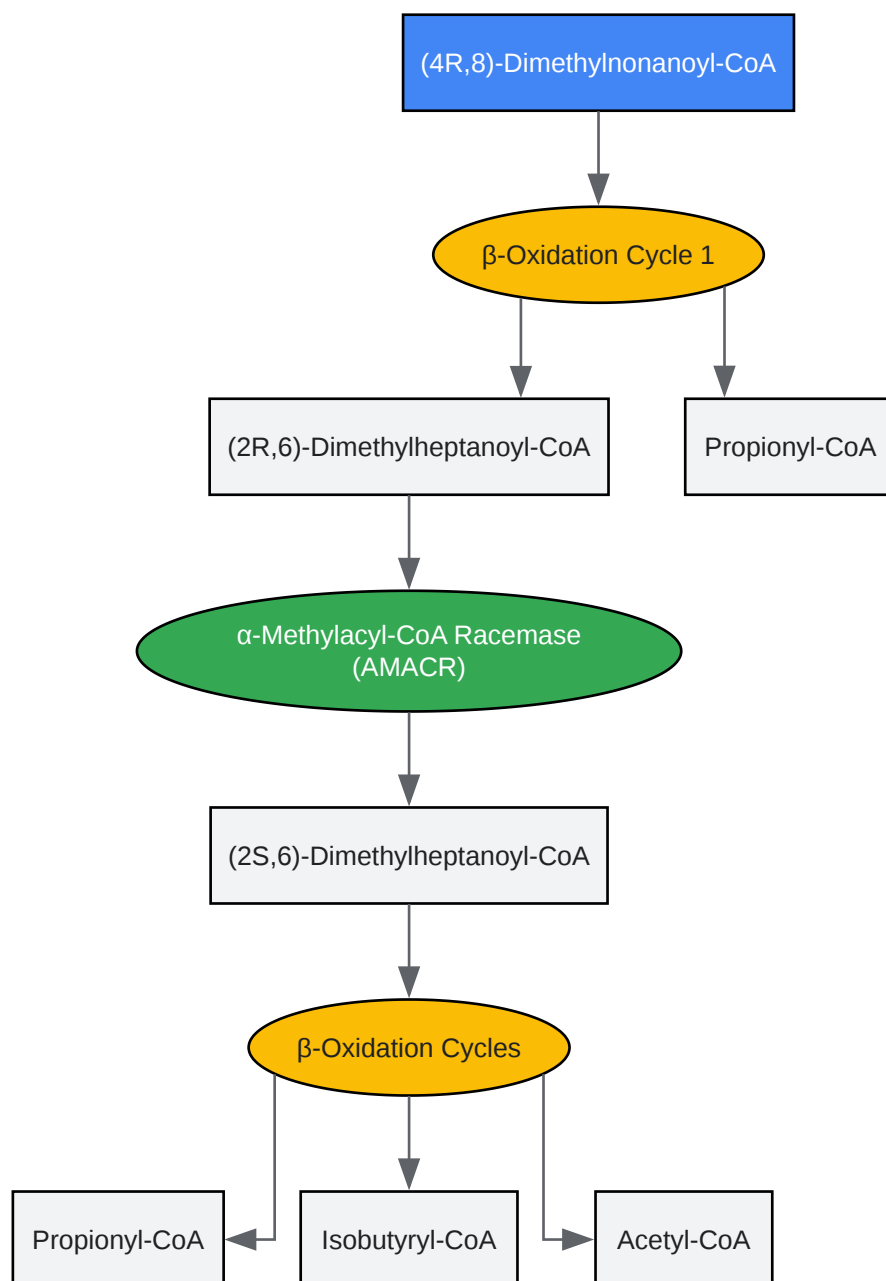 (4R,8)-Dimethylnonanoyl-CoA
β-Oxidation Cycle 1
(2R,6)-Dimethylheptanoyl-CoA
Propionyl-CoA
α-Methylacyl-CoA Racemase
(AMACR)
(2S,6)-Dimethylheptanoyl-CoA
β-Oxidation Cycles
Propionyl-CoA
Isobutyryl-CoA
Acetyl-CoA